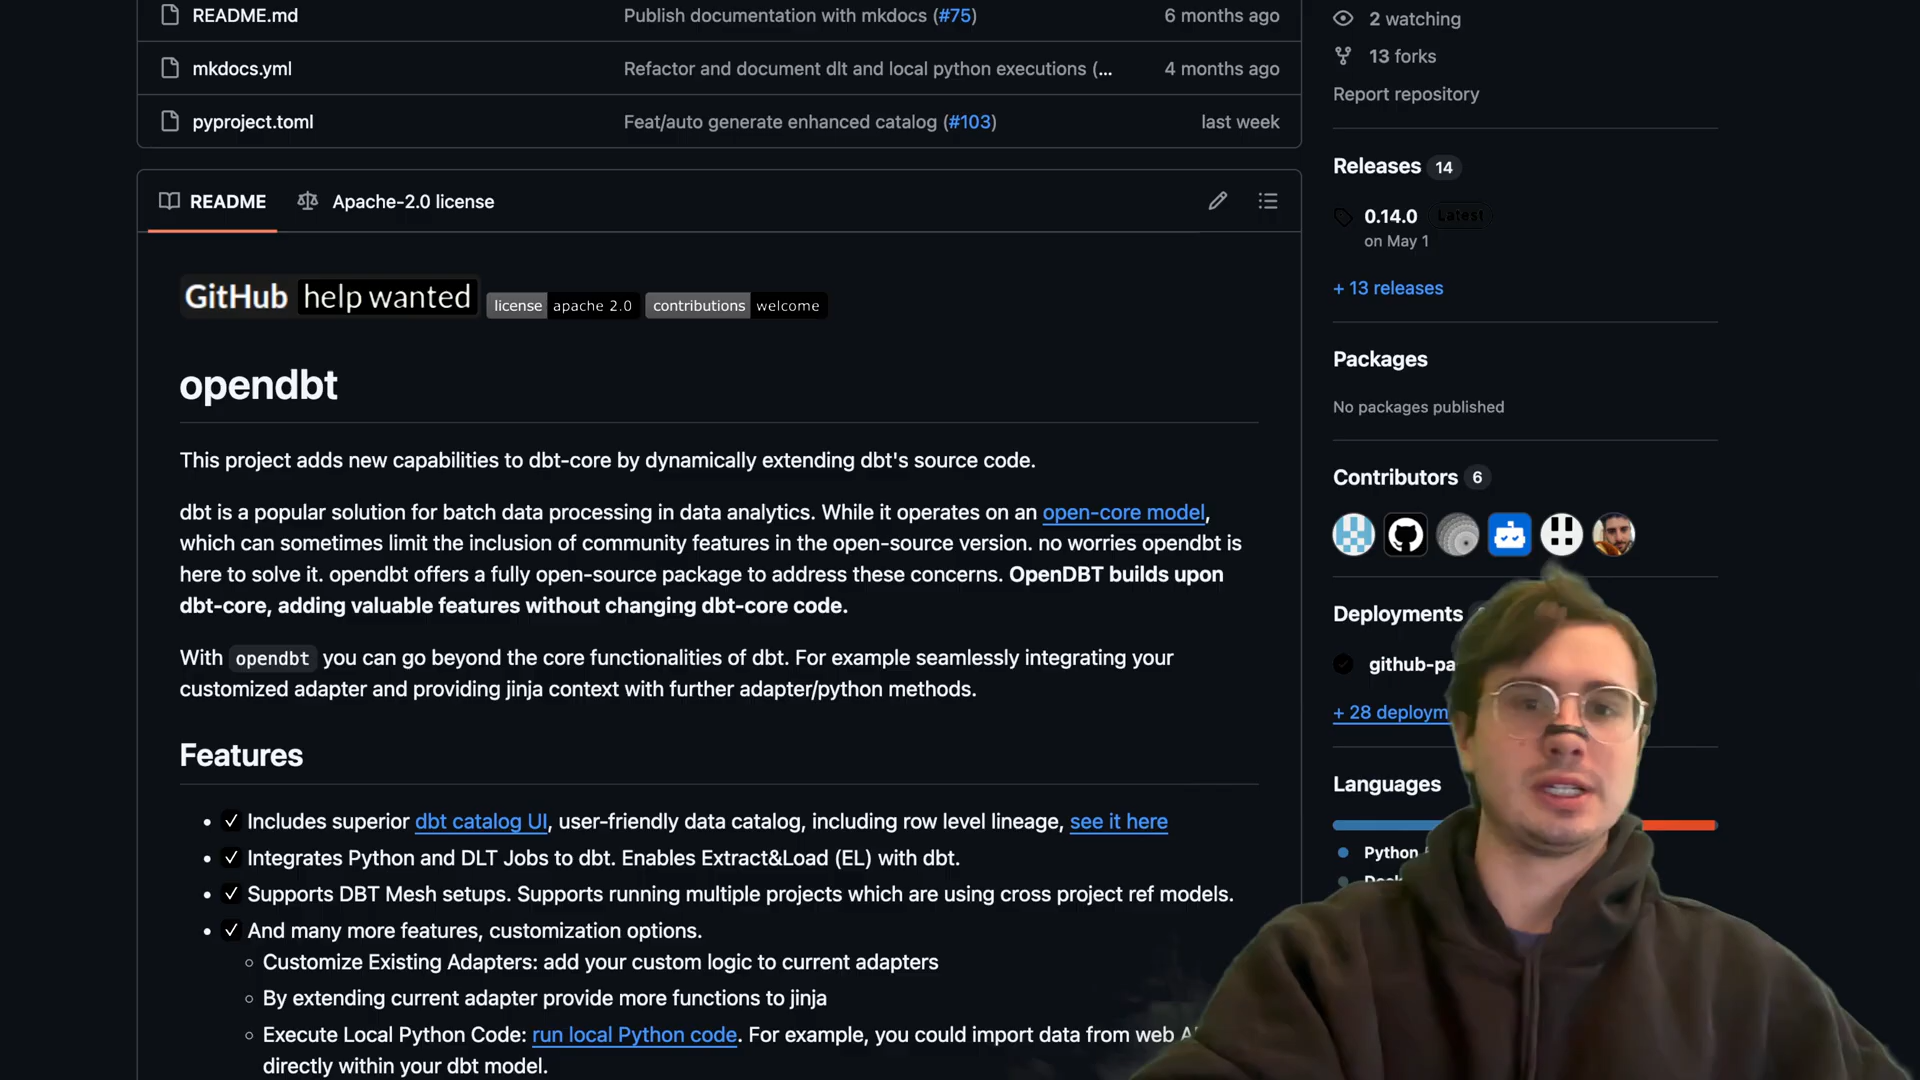 README.md
Publish documentation with mkdocs (#75)
6 months ago
mkdocs.yml
Refactor and document dlt and local python executions (...
4 months ago
pyproject.toml
Feat/auto generate enhanced catalog (#103)
last week
README
Apache-2.0 license
GitHub help wanted
license apache 2.0
contributions welcome
opendbt
This project adds new capabilities to dbt-core by dynamically extending dbt's source code.
dbt is a popular solution for batch data processing in data analytics. While it operates on an open-core model,
which can sometimes limit the inclusion of community features in the open-source version. no worries opendbt is
here to solve it. opendbt offers a fully open-source package to address these concerns. OpenDBT builds upon
dbt-core, adding valuable features without changing dbt-core code.
With opendbt you can go beyond the core functionalities of dbt. For example seamlessly integrating your
customized adapter and providing jinja context with further adapter/python methods.
Features
Includes superior dbt catalog UI, user-friendly data catalog, including row level lineage, see it here
Integrates Python and DLT Jobs to dbt. Enables Extract&Load (EL) with dbt.
Supports DBT Mesh setups. Supports running multiple projects which are using cross project ref models.
And many more features, customization options.
Customize Existing Adapters: add your custom logic to current adapters
By extending current adapter provide more functions to jinja
Execute Local Python Code: run local Python code. For example, you could import data from web
directly within your dbt model.
2 watching
13 forks
Report repository
Releases 14
0.14.0 Latest
on May 1
+ 13 releases
Packages
No packages published
Contributors 6
Deployments
github-pa
+ 28 deploym
Languages
Python